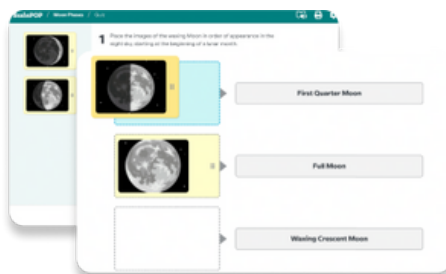 BrainPOP / Moon Phases / Quiz
1 Place the images of the waxing Moon in order of appearance in the
night sky, starting at the beginning of a lunar month.
First Quarter Moon
Full Moon
Waxing Crescent Moon